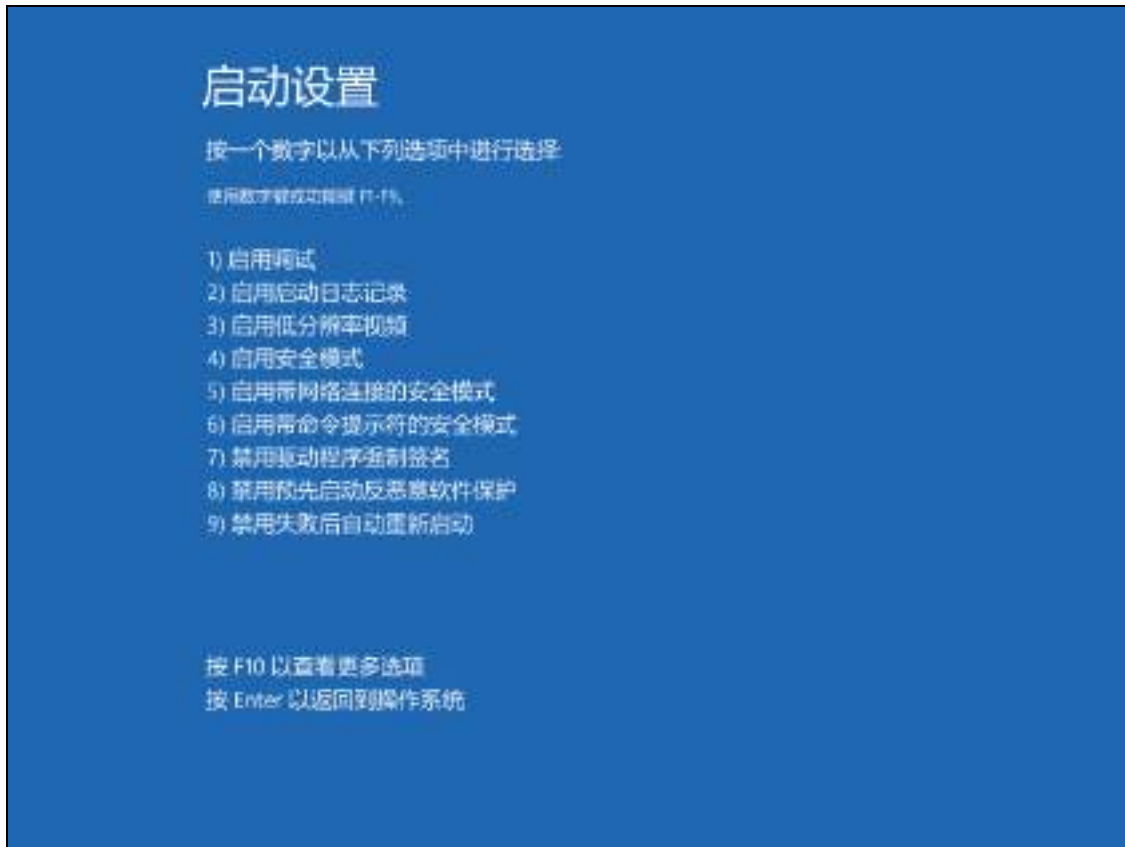 启动设置
按一个数字以从下列选项中进行选择:
使用数字键或功能键 F1-F9。
1) 启用调试
2) 启用启动日志记录
3) 启用低分辨率视频
4) 启用安全模式
5) 启用带网络连接的安全模式
6) 启用带命令提示符的安全模式
7) 禁用驱动程序强制签名
8) 禁用预先启动反恶意软件保护
9) 禁用失败后自动重新启动
按 F10 以查看更多选项
按 Enter 以返回到操作系统